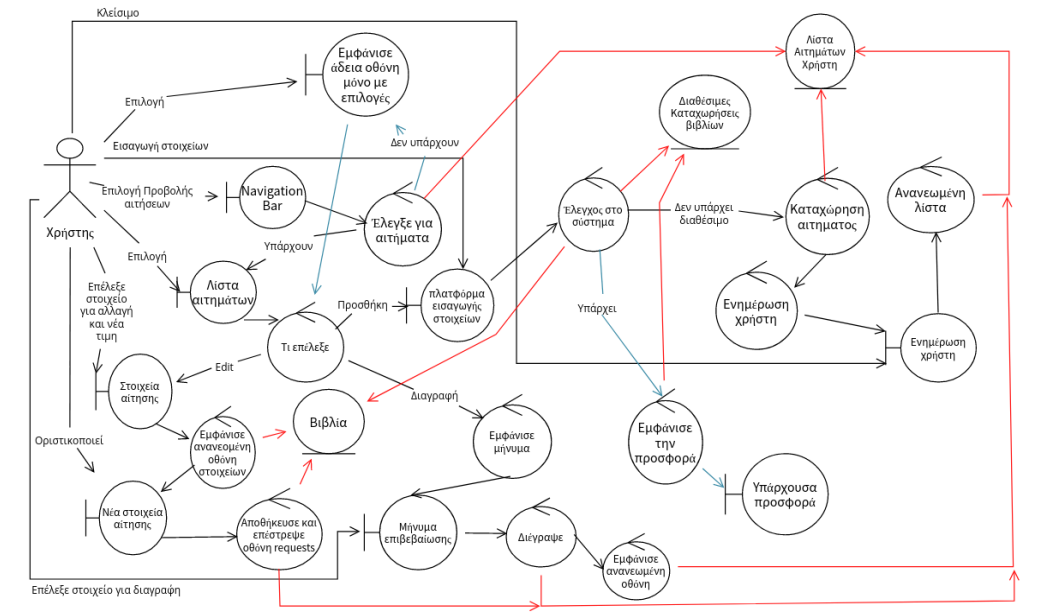 Κλείσιμο
Εμφάνισε
άδεια οθόνη
μόνο με
επιλογές
Λίστα
Αιτημάτων
Χρήστη
Επιλογή
Διαθέσιμες
Καταχωρήσεις
βιβλίων
Εισαγωγή στοιχείων
Δεν υπάρχουν
Επιλογή Προβολής
αιτήσεων
Navigation
Bar
Έλεγξε για
αιτήματα
Έλεγχος στο
σύστημα
Δεν υπάρχει
διαθέσιμο
Καταχώρηση
αιτηματος
Ανανεωμένη
λίστα
Χρήστης
Υπάρχουν
Επιλογή
Λίστα
αιτημάτων
Επέλεξε
στοιχείο
για αλλαγή
και νέα
τιμη
Προσθήκη
πλατφόρμα
εισαγωγής
στοιχείων
Υπάρχει
Ενημέρωση
χρήστη
Ενημέρωση
χρήστη
Τι επέλεξε
Edit
Στοιχεία
αίτησης
Διαγραφή
Βιβλία
Οριστικοποιεί
Εμφάνισε
ανανεομένη
οθόνη
στοιχείων
Εμφάνισε
μήνυμα
Εμφάνισε
την
προσφορά
Υπάρχουσα
προσφορά
Νέα στοιχεία
αίτησης
Αποθήκευσε και
επέστρεψε
οθόνη requests
Μήνυμα
επιβεβαίωσης
Διέγραψε
Εμφάνισε
ανανεωμένη
οθόνη
Επέλεξε στοιχείο για διαγραφη